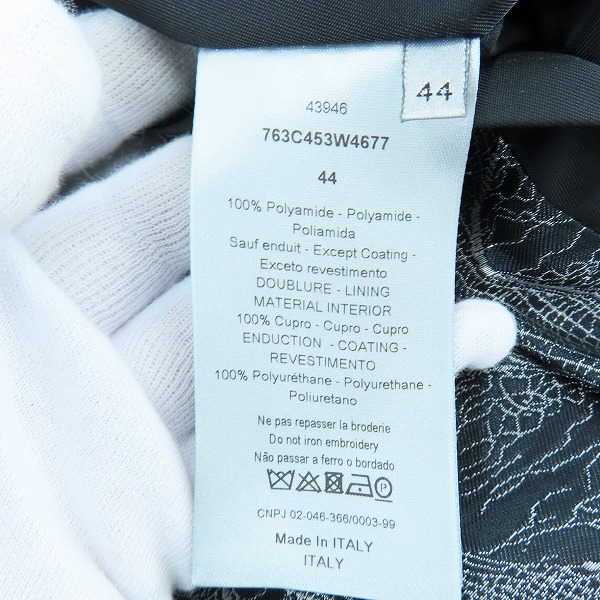 44
43946
763C453W4677
44
100% Polyamide - Polyamide -
Poliamida
Sauf enduit - Except Coating -
Exceto revestimento
DOUBLURE - LINING
MATERIAL INTERIOR
100% Cupro - Cupro - Cupro
ENDUCTION - COATING -
REVESTIMENTO
100% Polyuréthane - Polyurethane -
Poliuretano
Ne pas repasser la broderie
Do not iron embroidery
Não passar a ferro o bordado
P
CNPJ 02-046-366/0003-99
Made In ITALY
ITALY